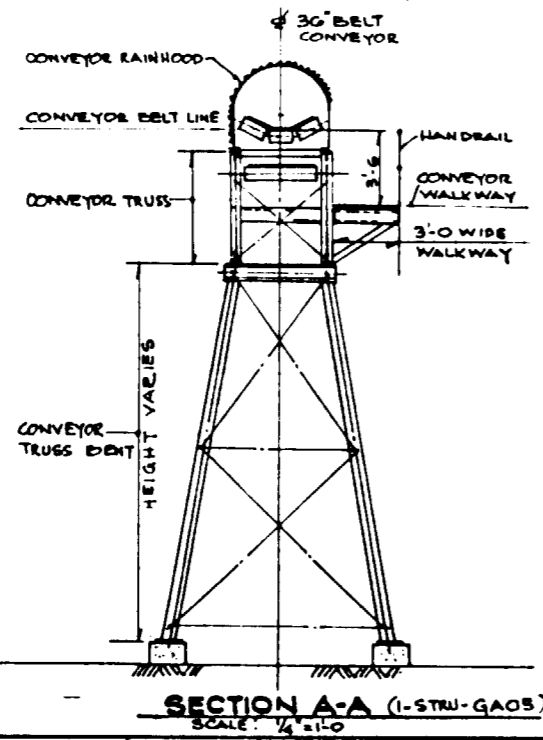 ℄ 36" BELT
CONVEYOR
CONVEYOR RAINHOOD
CONVEYOR BELT LINE
HANDRAIL
3'-6
CONVEYOR
WALKWAY
CONVEYOR TRUSS
3'-0 WIDE
WALKWAY
HEIGHT VARIES
CONVEYOR
TRUSS BENT
SECTION A-A (1-STRU-GA05)
SCALE: 1/4"=1'-0